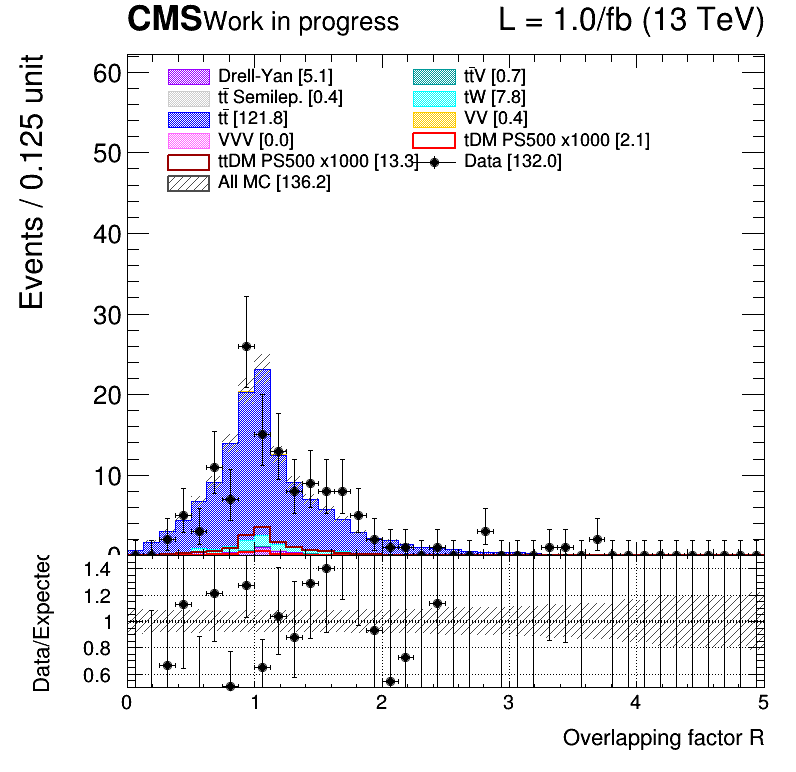 CMS Work in progress L = 1.0/fb (13 TeV)
Events / 0.125 unit
60
50
40
30
20
10
0
Drell-Yan [5.1]
tt̄V [0.7]
tt̄ Semilep. [0.4]
tW [7.8]
tt̄ [121.8]
VV [0.4]
VVV [0.0]
tDM PS500 x1000 [2.1]
ttDM PS500 x1000 [13.3]
Data [132.0]
All MC [136.2]
Data/Expected
1.4
1.2
1
0.8
0.6
0 1 2 3 4 5
Overlapping factor R